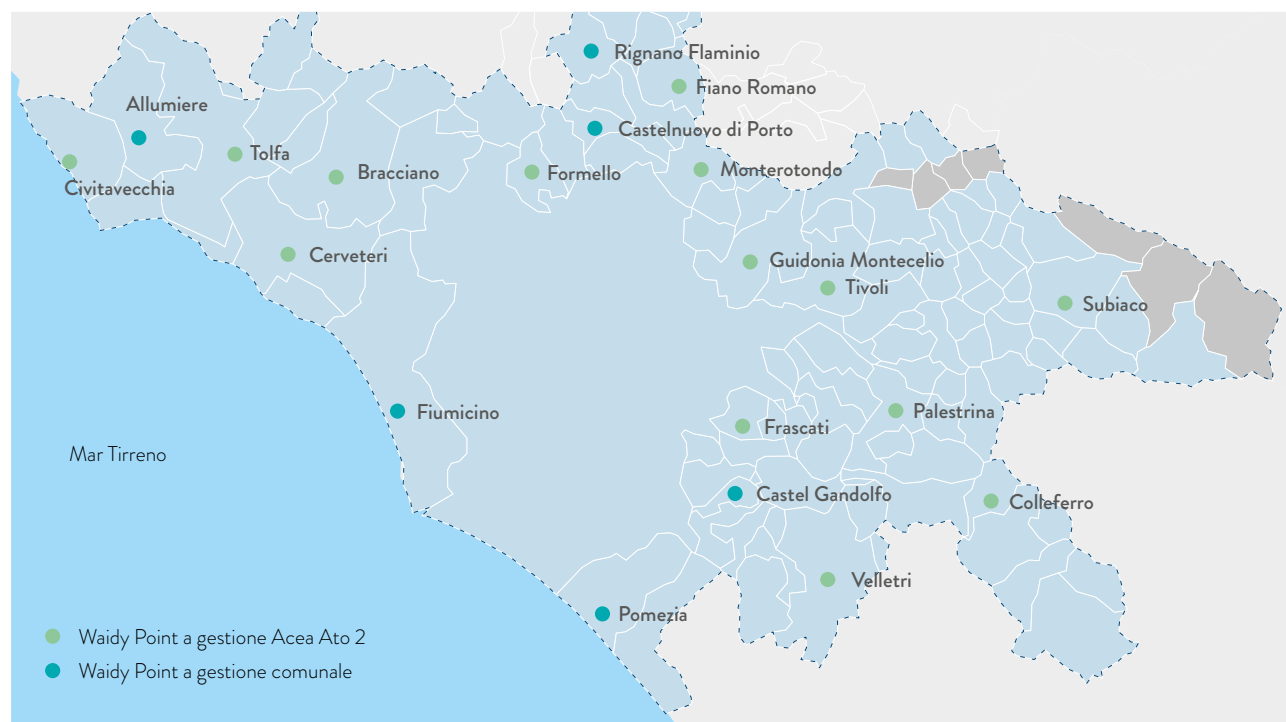 Rignano Flaminio
Fiano Romano
Allumiere
Castelnuovo di Porto
Tolfa
Bracciano
Formello
Monterotondo
Civitavecchia
Cerveteri
Guidonia Montecelio
Tivoli
Subiaco
Fiumicino
Palestrina
Frascati
Mar Tirreno
Castel Gandolfo
Colleferro
Velletri
Pomezia
Waidy Point a gestione Acea Ato 2
Waidy Point a gestione comunale